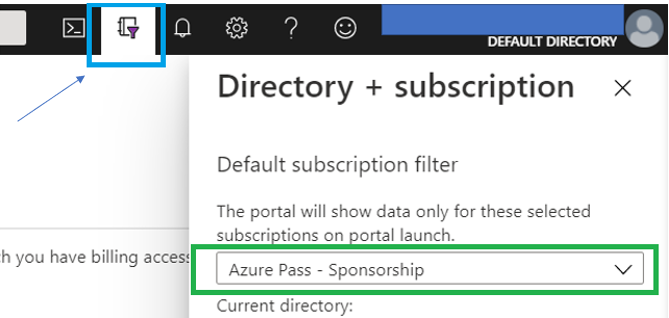 DEFAULT DIRECTORY
Directory + subscription
Default subscription filter
The portal will show data only for these selected
subscriptions on portal launch.
h you have billing access
Azure Pass - Sponsorship
Current directory: